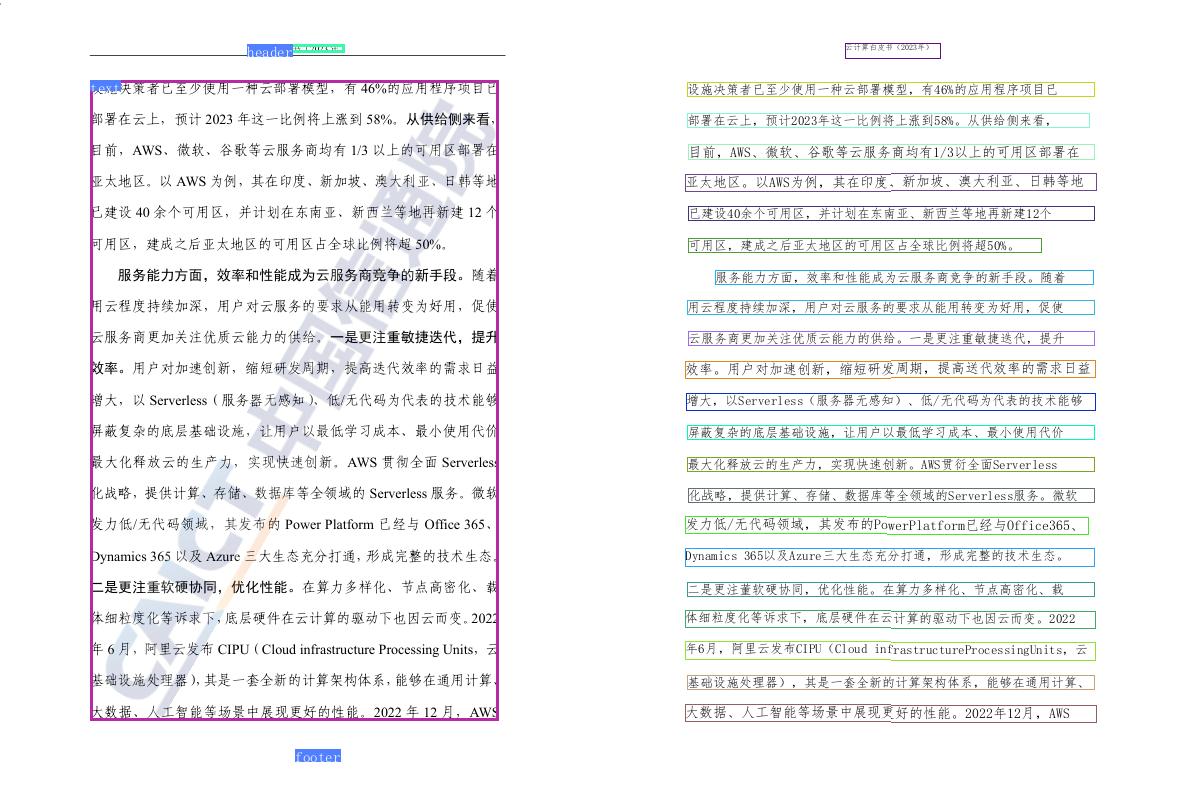 header
text
决策者已至少使用一种云部署模型，有 46%的应用程序项目已
部署在云上，预计 2023 年这一比例将上涨到 58%。从供给侧来看，
目前，AWS、微软、谷歌等云服务商均有 1/3 以上的可用区部署在
亚太地区。以 AWS 为例，其在印度、新加坡、澳大利亚、日韩等地
已建设 40 余个可用区，并计划在东南亚、新西兰等地再新建 12 个
可用区，建成之后亚太地区的可用区占全球比例将超 50%。
服务能力方面，效率和性能成为云服务商竞争的新手段。随着
用云程度持续加深，用户对云服务的要求从能用转变为好用，促使
云服务商更加关注优质云能力的供给。一是更注重敏捷迭代，提升
效率。用户对加速创新，缩短研发周期，提高迭代效率的需求日益
增大，以 Serverless（服务器无感知）、低/无代码为代表的技术能够
屏蔽复杂的底层基础设施，让用户以最低学习成本、最小使用代价
最大化释放云的生产力，实现快速创新。AWS 贯彻全面 Serverless
化战略，提供计算、存储、数据库等全领域的 Serverless 服务。微软
发力低/无代码领域，其发布的 Power Platform 已经与 Office 365、
Dynamics 365 以及 Azure 三大生态充分打通，形成完整的技术生态。
二是更注重软硬协同，优化性能。在算力多样化、节点高密化、载
体细粒度化等诉求下，底层硬件在云计算的驱动下也因云而变。2022
年 6 月，阿里云发布 CIPU（Cloud infrastructure Processing Units，云
基础设施处理器），其是一套全新的计算架构体系，能够在通用计算、
大数据、人工智能等场景中展现更好的性能。2022 年 12 月，AWS
CAICT 中国信通院
footer
云计算白皮书（2023年）
设施决策者已至少使用一种云部署模型，有46%的应用程序项目已
部署在云上，预计2023年这一比例将上涨到58%。从供给侧来看，
目前，AWS、微软、谷歌等云服务商均有1/3以上的可用区部署在
亚太地区。以AWS为例，其在印度、新加坡、澳大利亚、日韩等地
已建设40余个可用区，并计划在东南亚、新西兰等地再新建12个
可用区，建成之后亚太地区的可用区占全球比例将超50%。
服务能力方面，效率和性能成为云服务商竞争的新手段。随着
用云程度持续加深，用户对云服务的要求从能用转变为好用，促使
云服务商更加关注优质云能力的供给。一是更注重敏捷迭代，提升
效率。用户对加速创新，缩短研发周期，提高送代效率的需求日益
增大，以Serverless（服务器无感知）、低/无代码为代表的技术能够
屏蔽复杂的底层基础设施，让用户以最低学习成本、最小使用代价
最大化释放云的生产力，实现快速创新。AWS贯衍全面Serverless
化战略，提供计算、存储、数据库等全领域的Serverless服务。微软
发力低/无代码领域，其发布的PowerPlatform已经与Office365、
Dynamics 365以及Azure三大生态充分打通，形成完整的技术生态。
二是更注董软硬协同，优化性能。在算力多样化、节点高密化、载
体细粒度化等诉求下，底层硬件在云计算的驱动下也因云而变。2022
年6月，阿里云发布CIPU（Cloud infrastructureProcessingUnits，云
基础设施处理器），其是一套全新的计算架构体系，能够在通用计算、
大数据、人工智能等场景中展现更好的性能。2022年12月，AWS